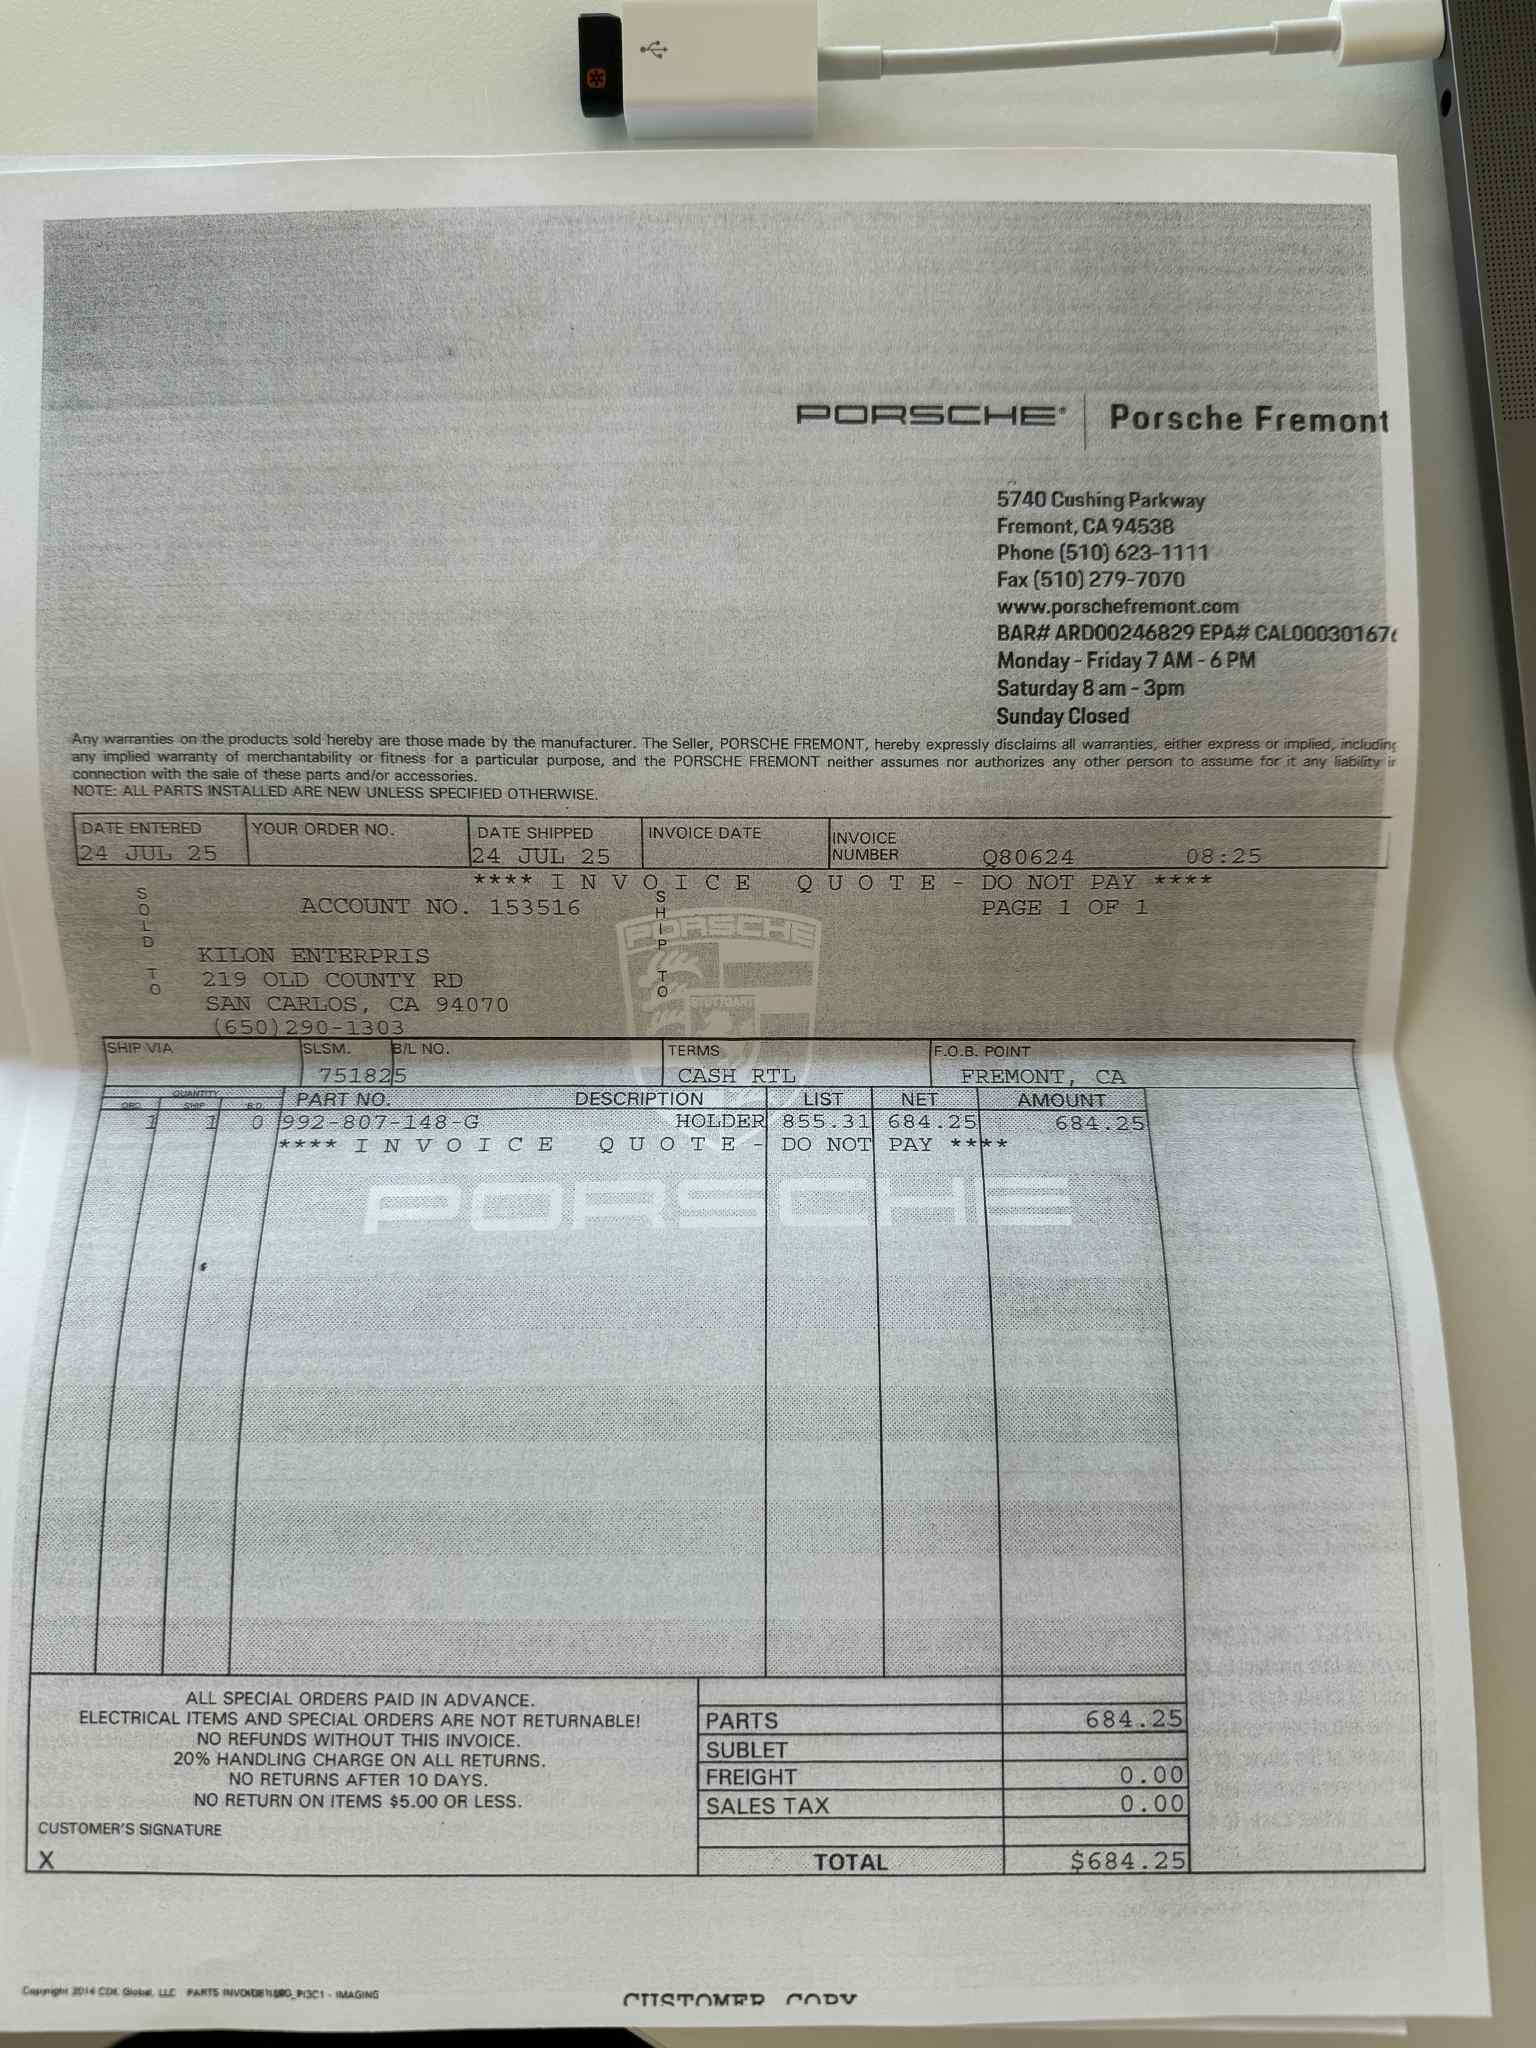 PORSCHE® Porsche Fremont
5740 Cushing Parkway
Fremont, CA 94538
Phone (510) 623-1111
Fax (510) 279-7070
www.porschefremont.com
BAR# ARD00246829 EPA# CAL000301676
Monday - Friday 7 AM - 6 PM
Saturday 8 am - 3pm
Sunday Closed
Any warranties on the products sold hereby are those made by the manufacturer. The Seller, PORSCHE FREMONT, hereby expressly disclaims all warranties, either express or implied, including
any implied warranty of merchantability or fitness for a particular purpose, and the PORSCHE FREMONT neither assumes nor authorizes any other person to assume for it any liability in
connection with the sale of these parts and/or accessories.
NOTE: ALL PARTS INSTALLED ARE NEW UNLESS SPECIFIED OTHERWISE.
DATE ENTERED YOUR ORDER NO. DATE SHIPPED INVOICE DATE INVOICE NUMBER
24 JUL 25 24 JUL 25 Q80624 08:25
**** I N V O I C E Q U O T E - DO NOT PAY ****
SOLD TO ACCOUNT NO. 153516 SHIP TO PAGE 1 OF 1
PORSCHE
STUTTGART
KILON ENTERPRIS
219 OLD COUNTY RD
SAN CARLOS, CA 94070
(650)290-1303
SHIP VIA SLSM. B/L NO. TERMS F.O.B. POINT
751825 CASH RTL FREMONT, CA
QUANTITY PART NO. DESCRIPTION LIST NET AMOUNT
ORD SHIP B.O.
1 1 0 992-807-148-G HOLDER 855.31 684.25 684.25
**** I N V O I C E Q U O T E - DO NOT PAY ****
PORSCHE
ALL SPECIAL ORDERS PAID IN ADVANCE.
ELECTRICAL ITEMS AND SPECIAL ORDERS ARE NOT RETURNABLE!
NO REFUNDS WITHOUT THIS INVOICE.
20% HANDLING CHARGE ON ALL RETURNS.
NO RETURNS AFTER 10 DAYS.
NO RETURN ON ITEMS $5.00 OR LESS.
CUSTOMER'S SIGNATURE
X
PARTS 684.25
SUBLET
FREIGHT 0.00
SALES TAX 0.00
TOTAL $684.25
Copyright 2014 CDK Global, LLC PARTS - IMAGING
CUSTOMER COPY